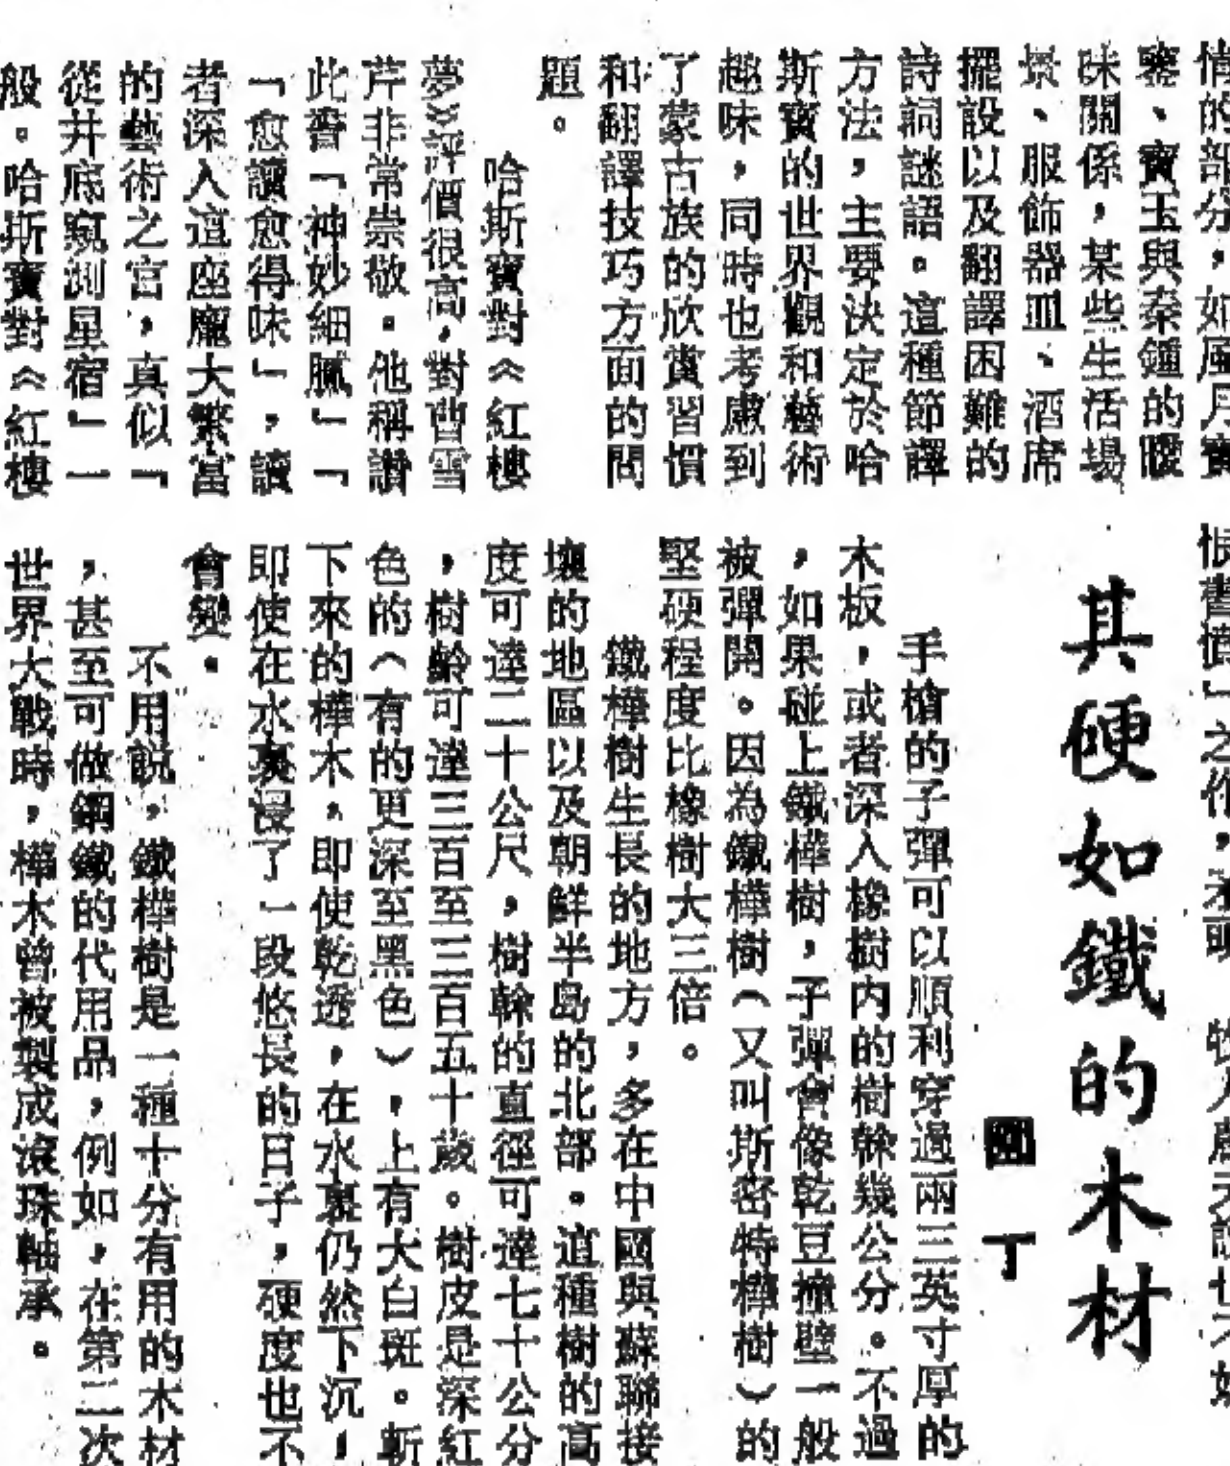 情的部分，如風月寶
鑒、寶玉與秦鐘的曖
昧關係，某些生活場
景、服飾器皿、酒席
擺設以及翻譯困難的
詩詞謎語。這種節譯
方法，主要決定於哈
斯寶的世界觀和藝術
趣味，同時也考慮到
了蒙古族的欣賞習慣
和翻譯技巧方面的問
題。
哈斯寶對《紅樓
夢》評價很高，對曹雪
芹非常崇敬。他稱讚
此書「神妙細膩」「
「愈讀愈得味」，讀
者深入這座龐大繁富
的藝術之宮，真似「
從井底窺測星宿」一
般。哈斯寶對《紅樓
其硬如鐵的木材
園丁
手槍的子彈可以順利穿過兩三英寸厚的
木板，或者深入橡樹內的樹幹幾公分。不過
，如果碰上鐵樺樹，子彈會像乾豆撞壁一般
被彈開。因為鐵樺樹（又叫斯密特樺樹）的
堅硬程度比橡樹大三倍。
鐵樺樹生長的地方，多在中國與蘇聯接
壤的地區以及朝鮮半島的北部。這種樹的高
度可達二十公尺，樹幹的直徑可達七十公分
，樹齡可達三百至三百五十歲。樹皮是深紅
色的（有的更深至黑色），上有大白斑。斬
下來的樺木，即使乾透，在水裏仍然下沉，
即使在水裏浸了一段悠長的日子，硬度也不
會變。
不用說，鐵樺樹是一種十分有用的木材
，甚至可做鋼鐵的代用品，例如，在第二次
世界大戰時，樺木曾被製成滾珠軸承。